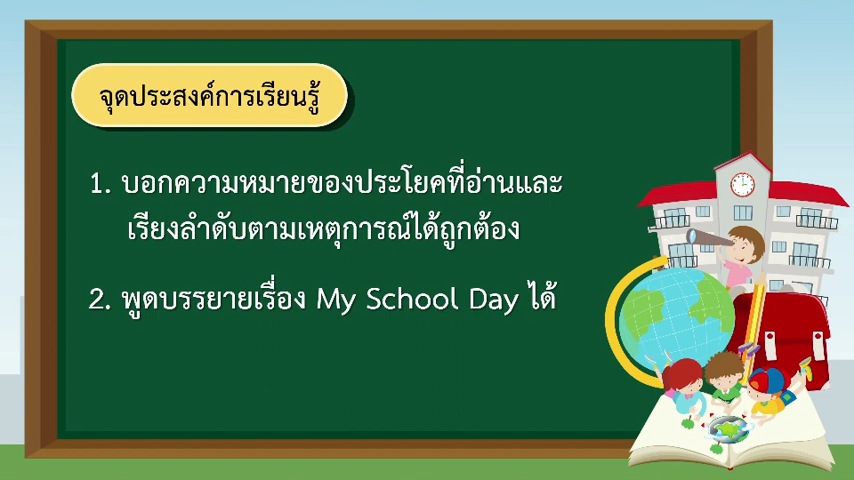 จุดประสงค์การเรียนรู้
1. บอกความหมายของประโยคที่อ่านและ
เรียงลำดับตามเหตุการณ์ได้ถูกต้อง
2. พูดบรรยายเรื่อง My School Day ได้